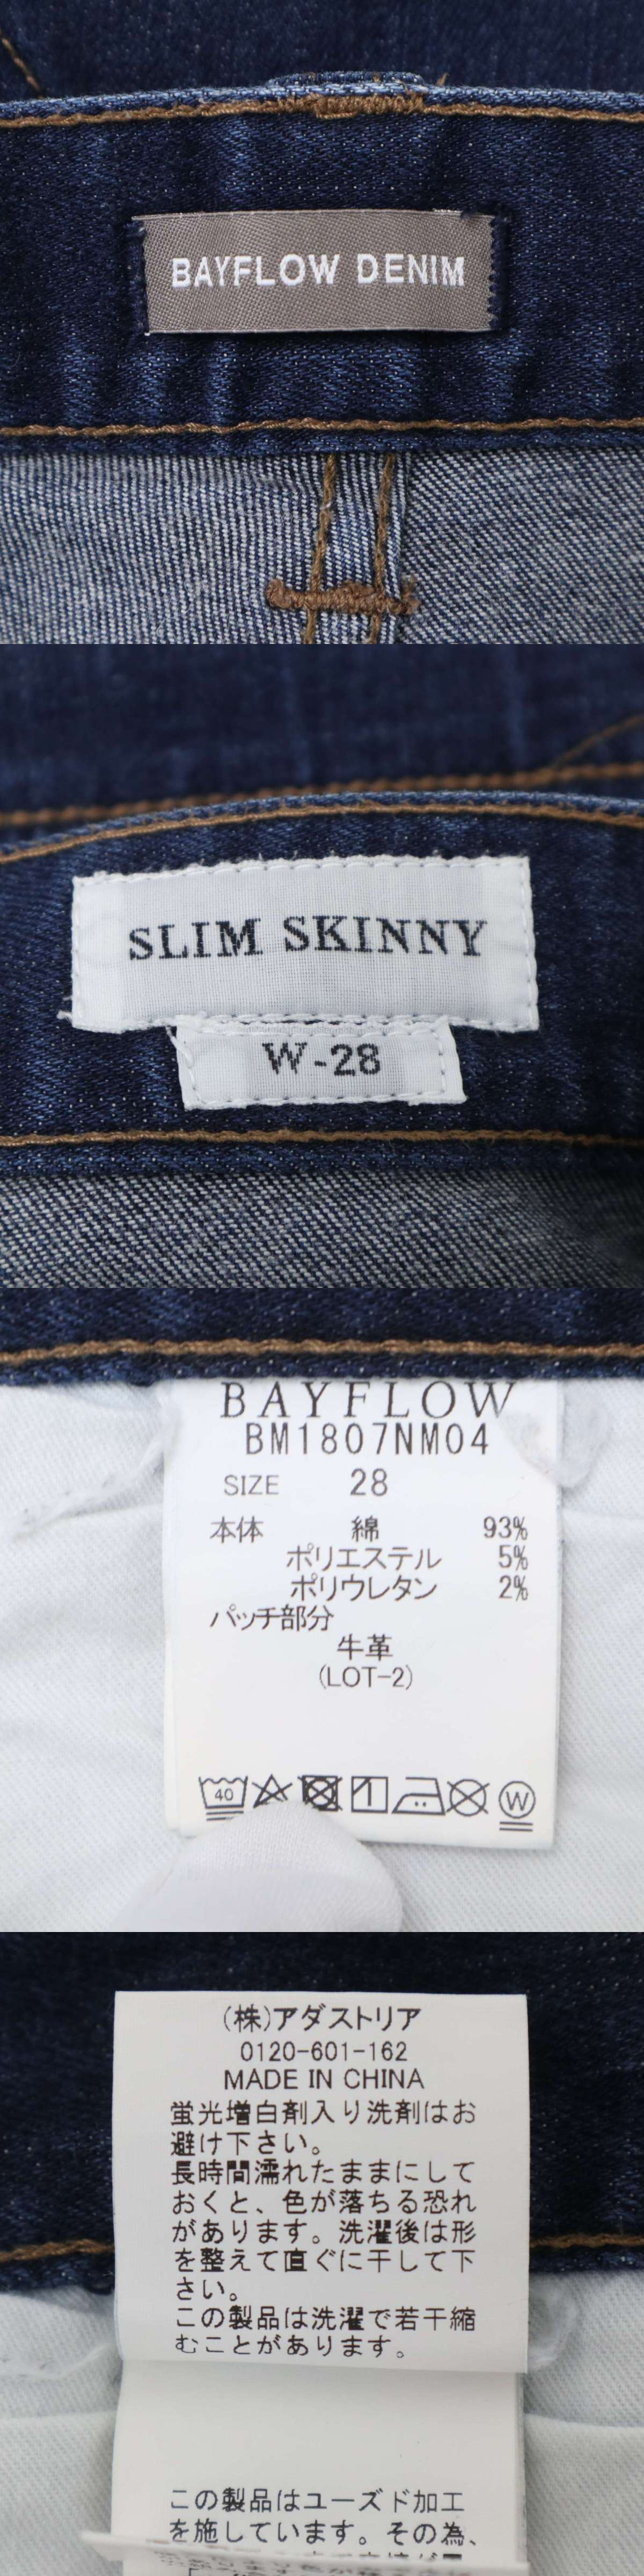 BAYFLOW DENIM
SLIM SKINNY
W-28
BAYFLOW
BM1807NM04
SIZE 28
本体 綿 93%
ポリエステル 5%
ポリウレタン 2%
パッチ部分
牛革
(LOT-2)
40
W
(株)アダストリア
0120-601-162
MADE IN CHINA
蛍光増白剤入り洗剤はお
避け下さい。
長時間濡れたままにして
おくと、色が落ちる恐れ
があります。洗濯後は形
を整えて直ぐに干して下
さい。
この製品は洗濯で若干縮
むことがあります。
この製品はユーズド加工
を施しています。その為、